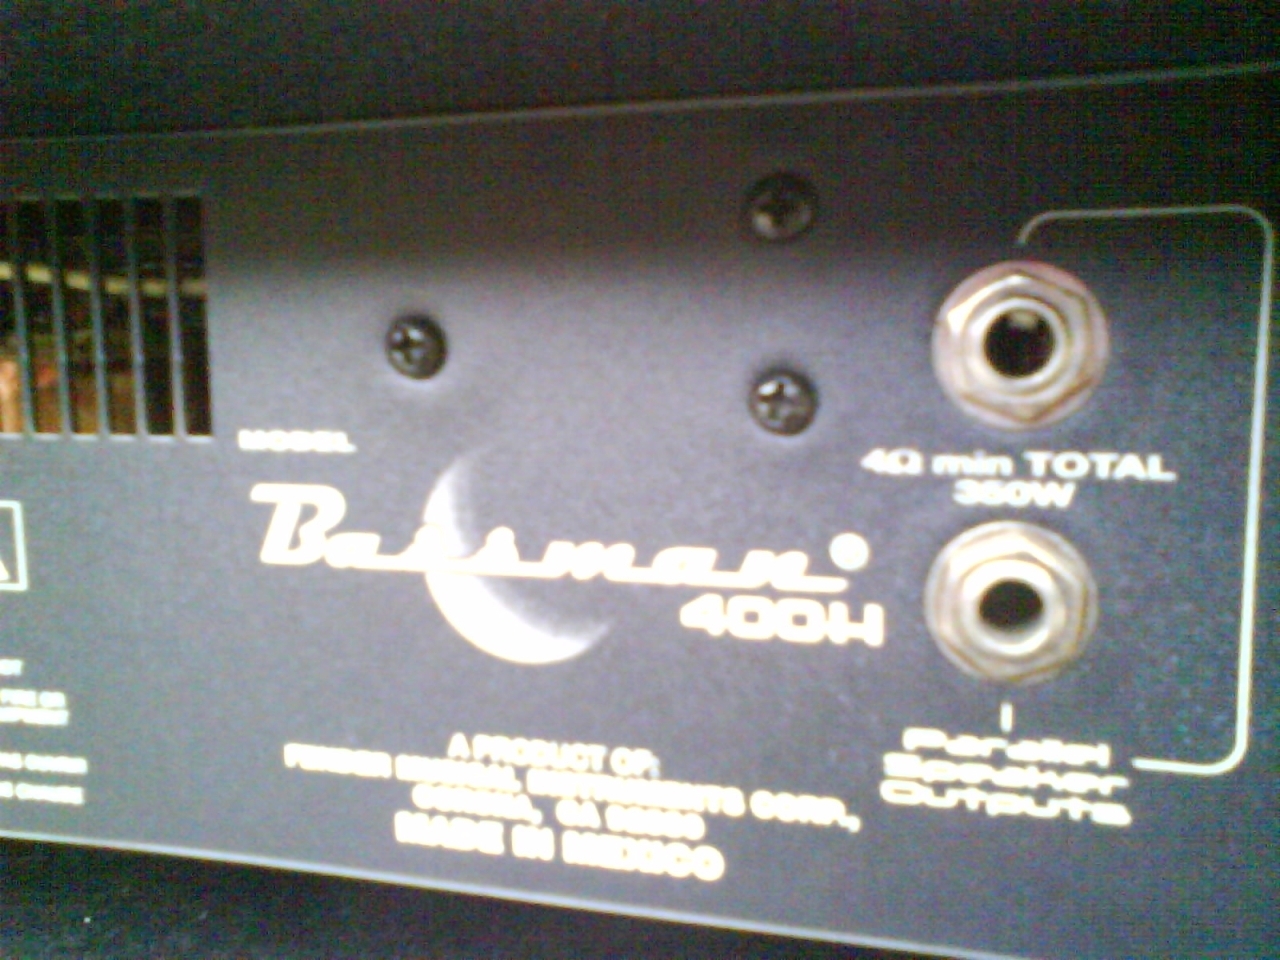 MODEL
Bassman
400H
4Ω min TOTAL
350W
Parallel
Speaker
Outputs
A PRODUCT OF:
FENDER MUSICAL INSTRUMENTS CORP.,
CORONA, CA
MADE IN MEXICO